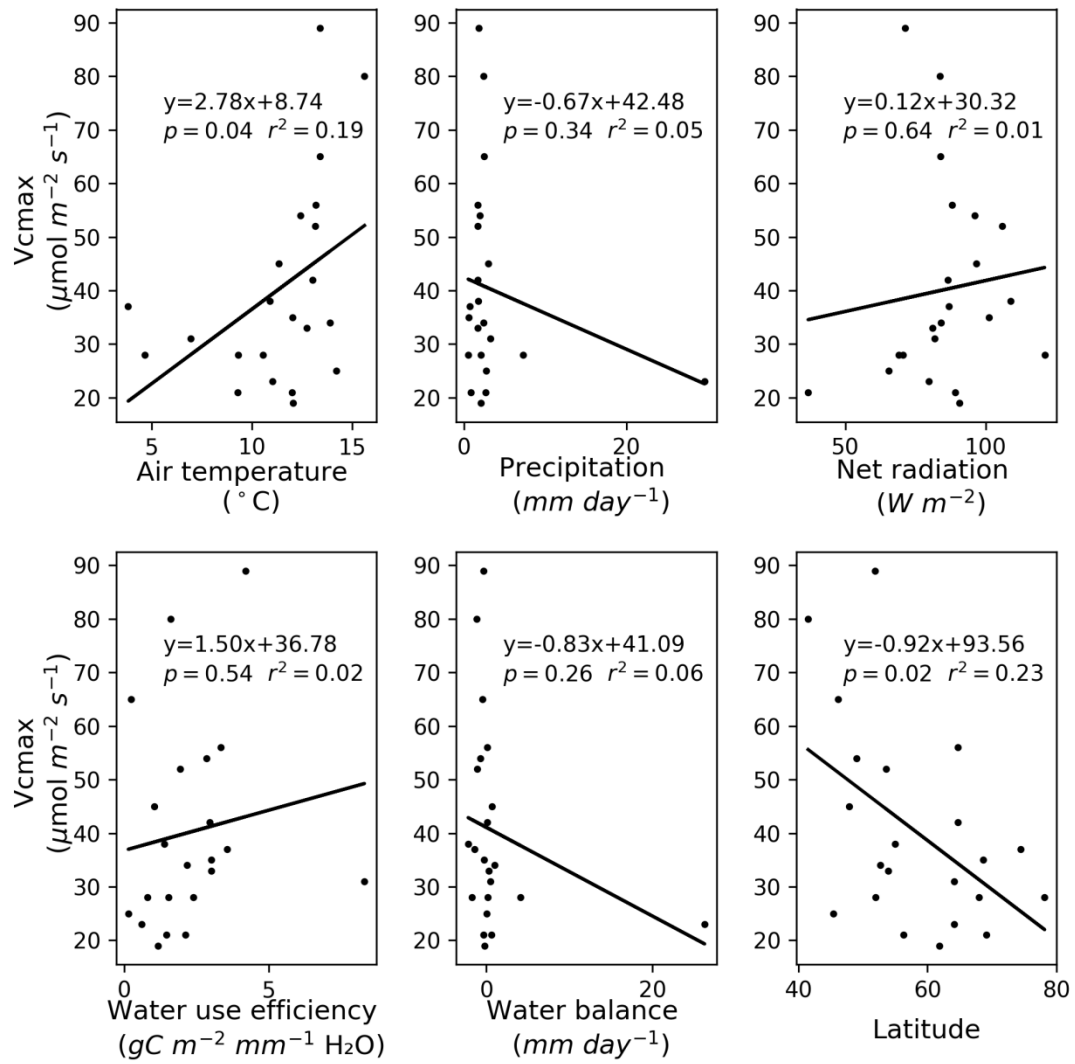 90
80
70
60
50
40
30
20
Vcmax
(μmol m⁻² s⁻¹)
y=2.78x+8.74
p = 0.04 r² = 0.19
5 10 15
Air temperature
(°C)
y=-0.67x+42.48
p = 0.34 r² = 0.05
0 20
Precipitation
(mm day⁻¹)
y=0.12x+30.32
p = 0.64 r² = 0.01
50 100
Net radiation
(W m⁻²)
90
80
70
60
50
40
30
20
Vcmax
(μmol m⁻² s⁻¹)
y=1.50x+36.78
p = 0.54 r² = 0.02
0 5
Water use efficiency
(gC m⁻² mm⁻¹ H₂O)
y=-0.83x+41.09
p = 0.26 r² = 0.06
0 20
Water balance
(mm day⁻¹)
y=-0.92x+93.56
p = 0.02 r² = 0.23
40 60 80
Latitude